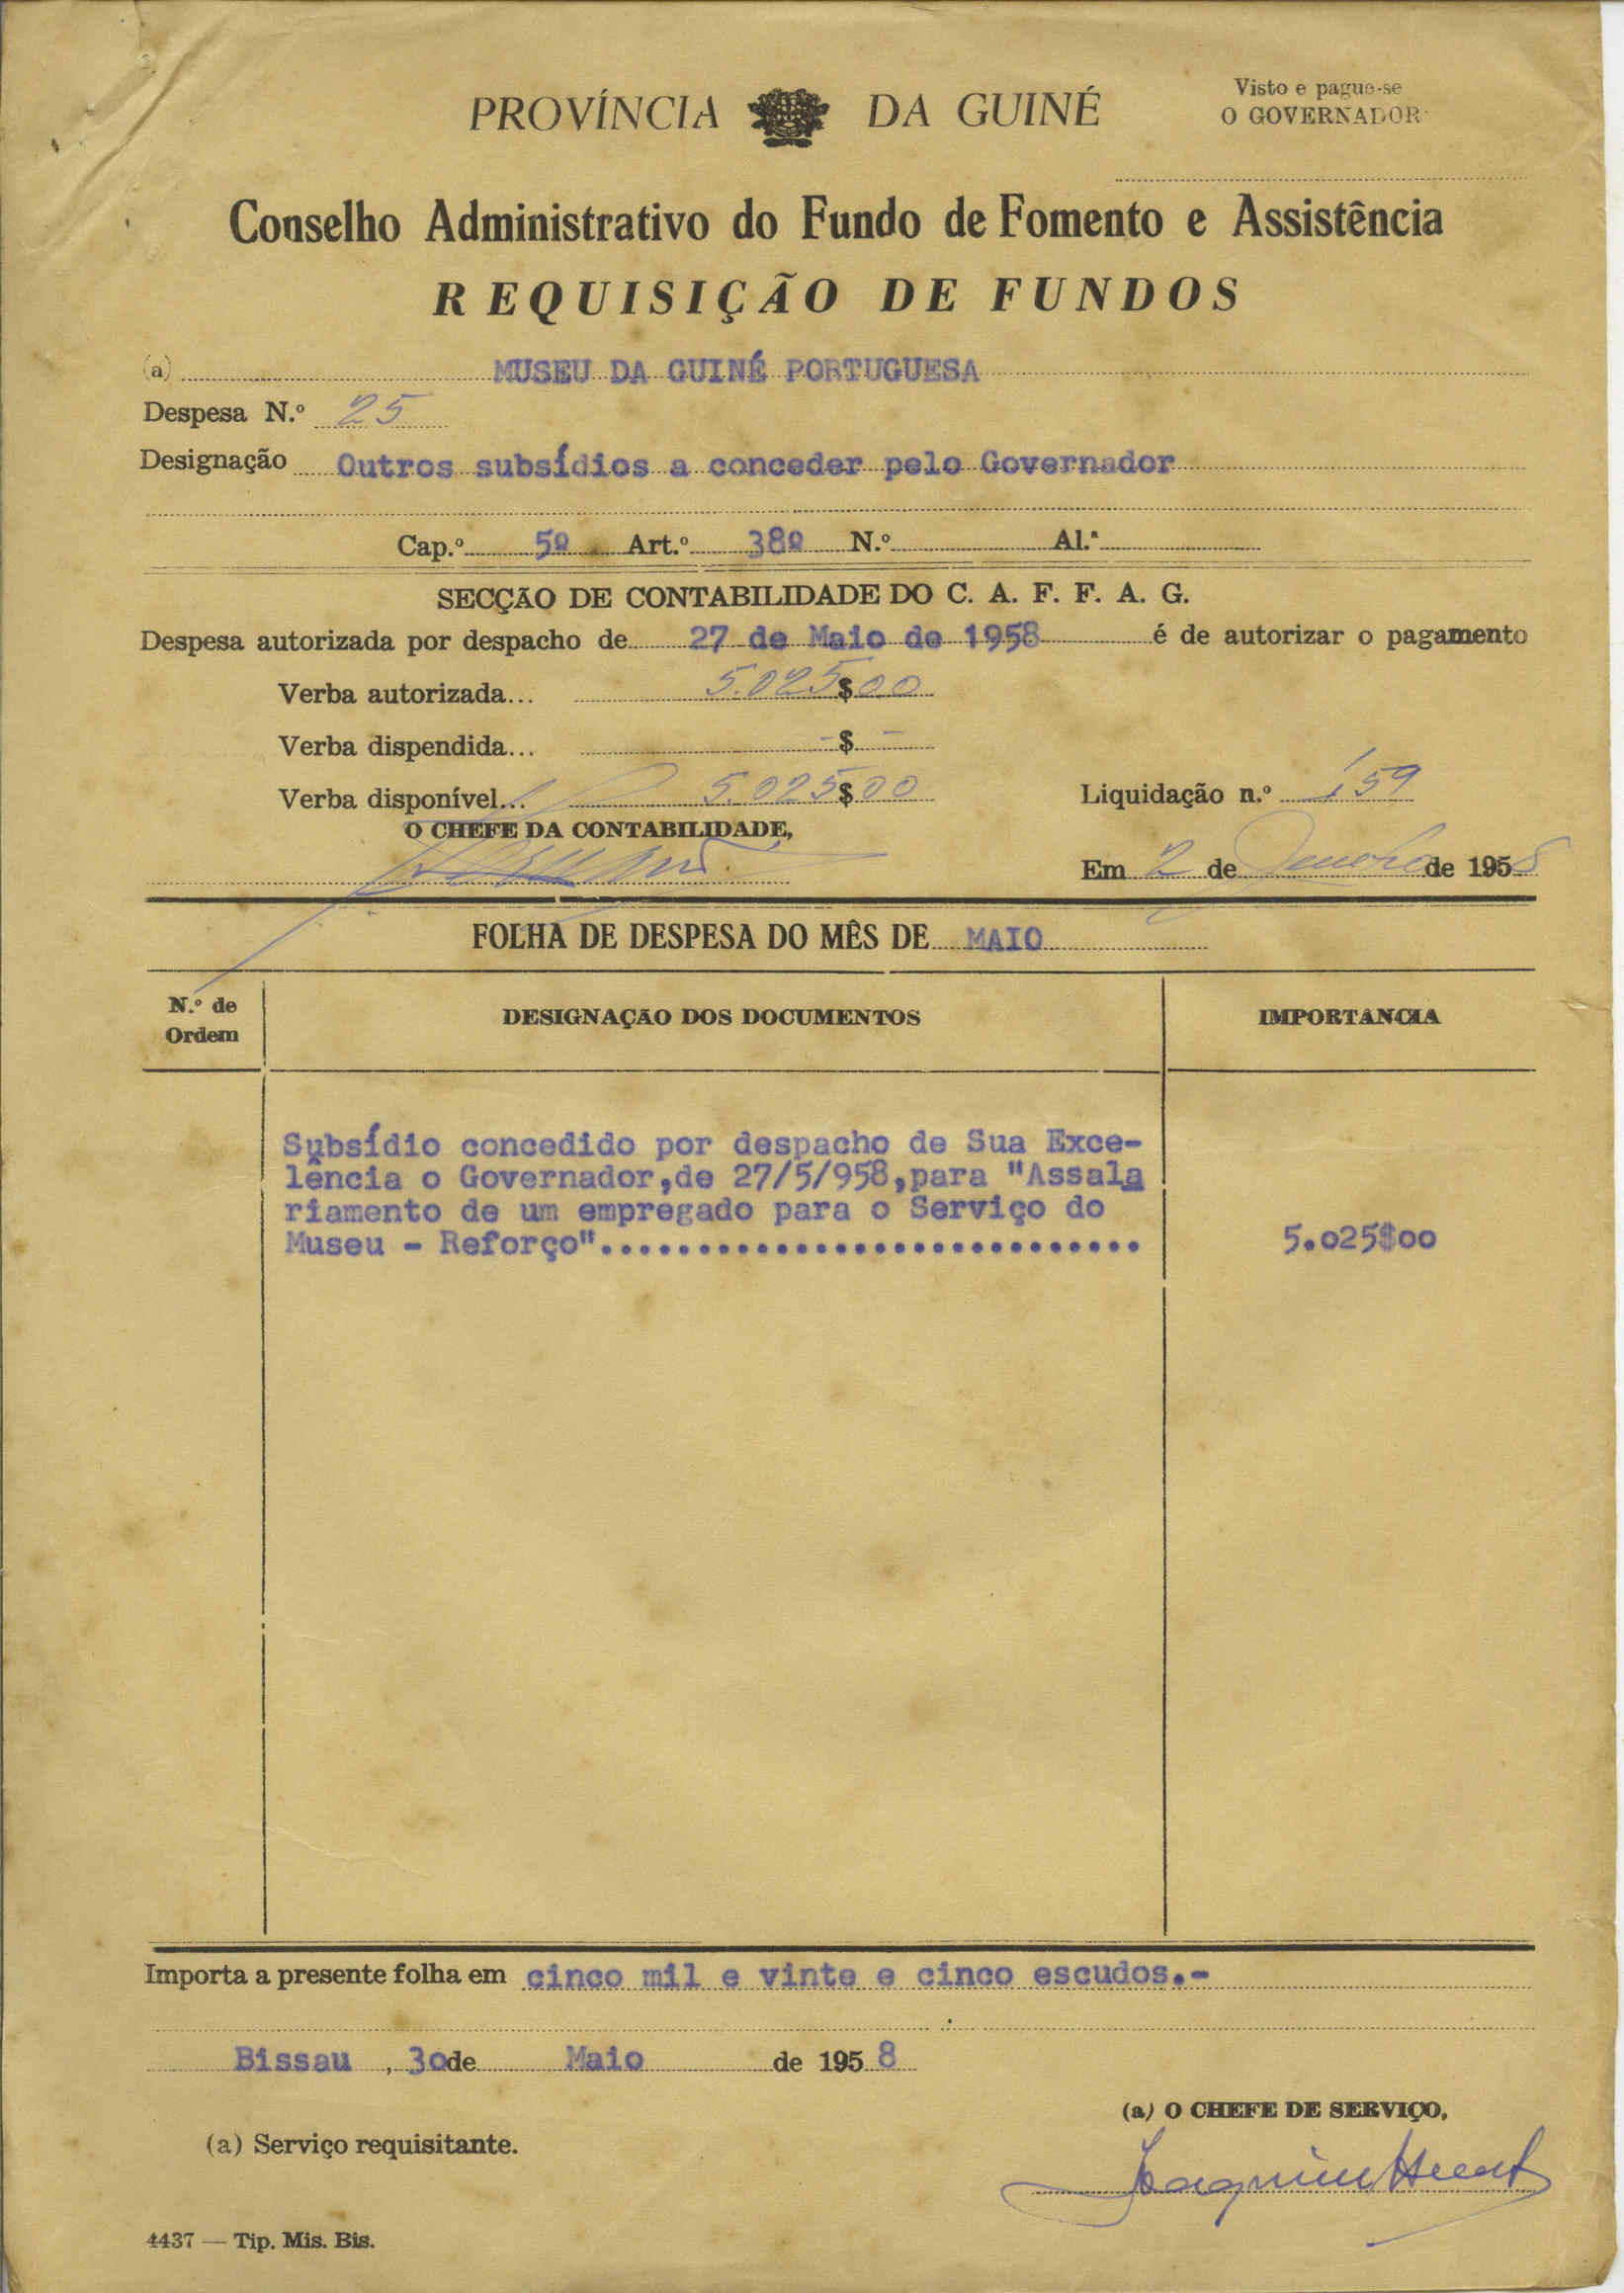 PROVÍNCIA DA GUINÉ
Visto e pague-se
O GOVERNADOR
Conselho Administrativo do Fundo de Fomento e Assistência
REQUISIÇÃO DE FUNDOS
(a) MUSEU DA GUINÉ PORTUGUESA
Despesa N.º 25
Designação Outros subsídios a conceder pelo Governador
Cap.º 5º Art.º 38º N.º Al.ª
SECÇÃO DE CONTABILIDADE DO C. A. F. F. A. G.
Despesa autorizada por despacho de 27 de Maio de 1958 é de autorizar o pagamento
Verba autorizada... 5.025$00
Verba dispendida... -$-
Verba disponível... 5.025$00
Liquidação n.º 159
O CHEFE DA CONTABILIDADE,
Em 2 de Junho de 1958
FOLHA DE DESPESA DO MÊS DE MAIO
N.º de Ordem
DESIGNAÇÃO DOS DOCUMENTOS
IMPORTÂNCIA
Subsídio concedido por despacho de Sua Exce-
lência o Governador,de 27/5/958,para "Assala
riamento de um empregado para o Serviço do
Museu - Reforço".............................. 5.025$00
Importa a presente folha em cinco mil e vinte e cinco escudos.-
Bissau, 30 de Maio de 1958
(a) O CHEFE DE SERVIÇO,
(a) Serviço requisitante.
Joaquim
4437 — Tip. Mis. Bis.